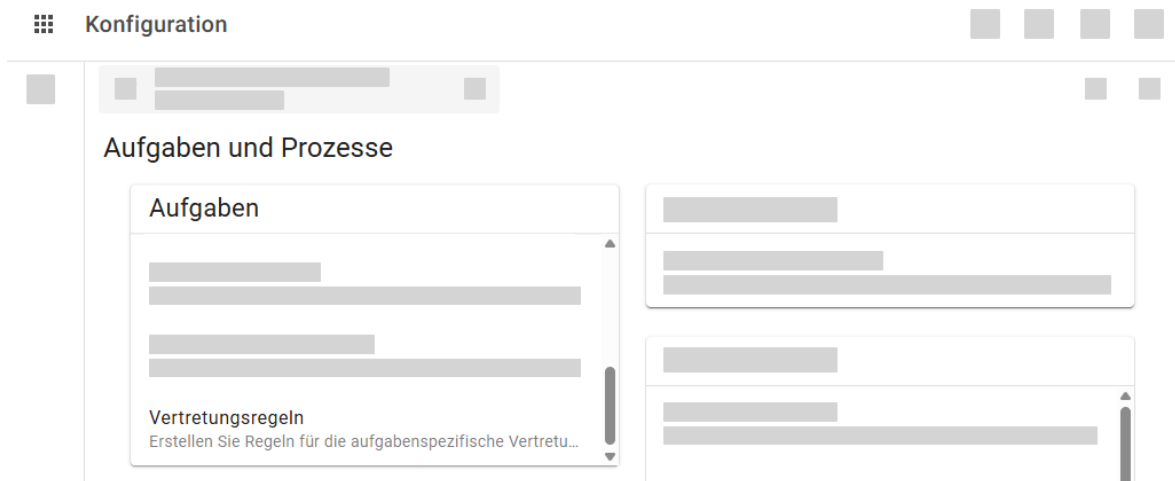 Konfiguration
Aufgaben und Prozesse
Aufgaben
Vertretungsregeln
Erstellen Sie Regeln für die aufgabenspezifische Vertretu...